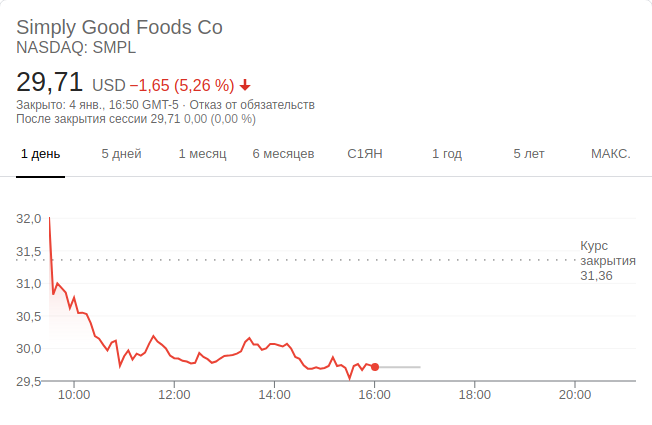 Simply Good Foods Co
NASDAQ: SMPL
29,71 USD −1,65 (5,26 %)
Закрыто: 4 янв., 16:50 GMT-5 · Отказ от обязательств
После закрытия сессии 29,71 0,00 (0,00 %)
1 день 5 дней 1 месяц 6 месяцев С1ЯН 1 год 5 лет МАКС.
32,0
31,5
31,0
30,5
30,0
29,5
Курс
закрытия
31,36
10:00 12:00 14:00 16:00 18:00 20:00